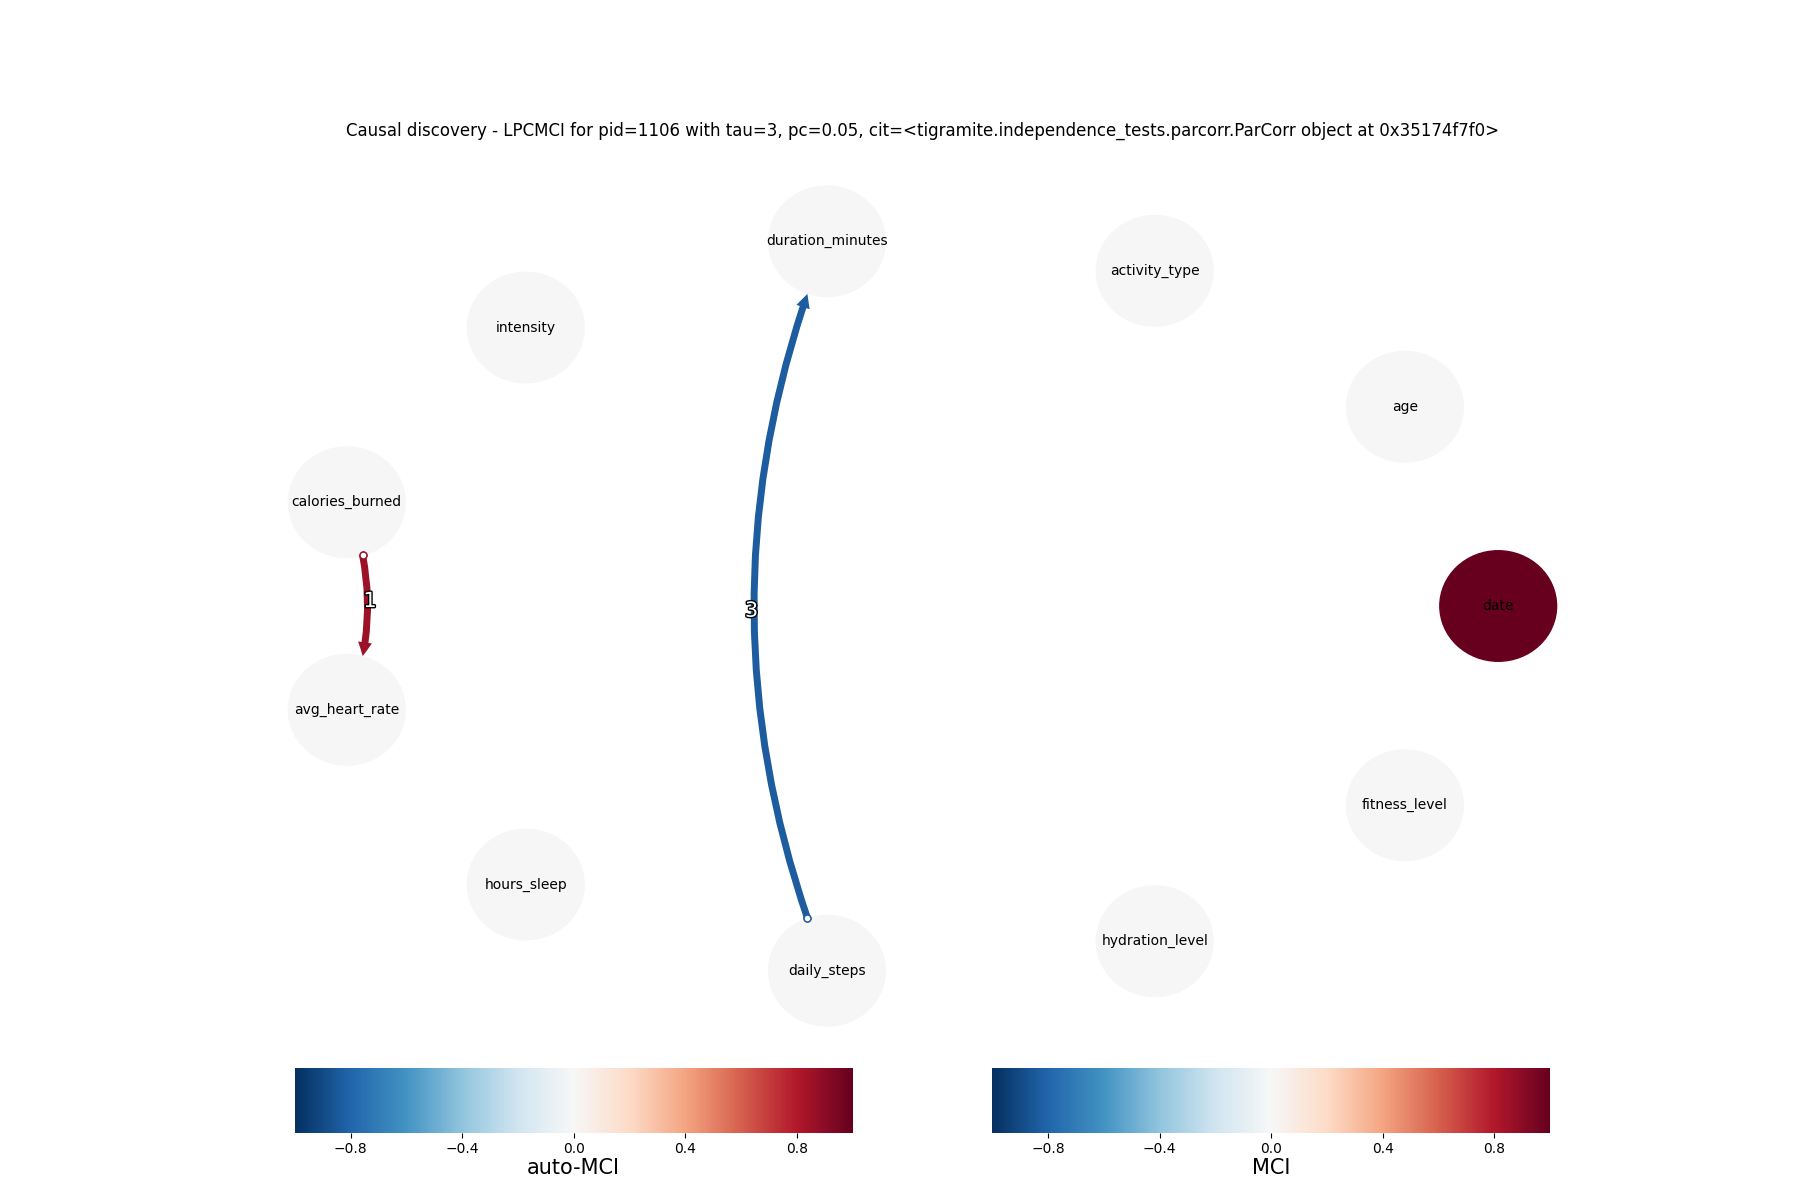 Causal discovery - LPCMCI for pid=1106 with tau=3, pc=0.05, cit=<tigramite.independence_tests.parcorr.ParCorr object at 0x35174f7f0>
duration_minutes
activity_type
intensity
age
calories_burned
1
3
date
avg_heart_rate
fitness_level
hours_sleep
hydration_level
daily_steps
−0.8 −0.4 0.0 0.4 0.8
auto-MCI
−0.8 −0.4 0.0 0.4 0.8
MCI